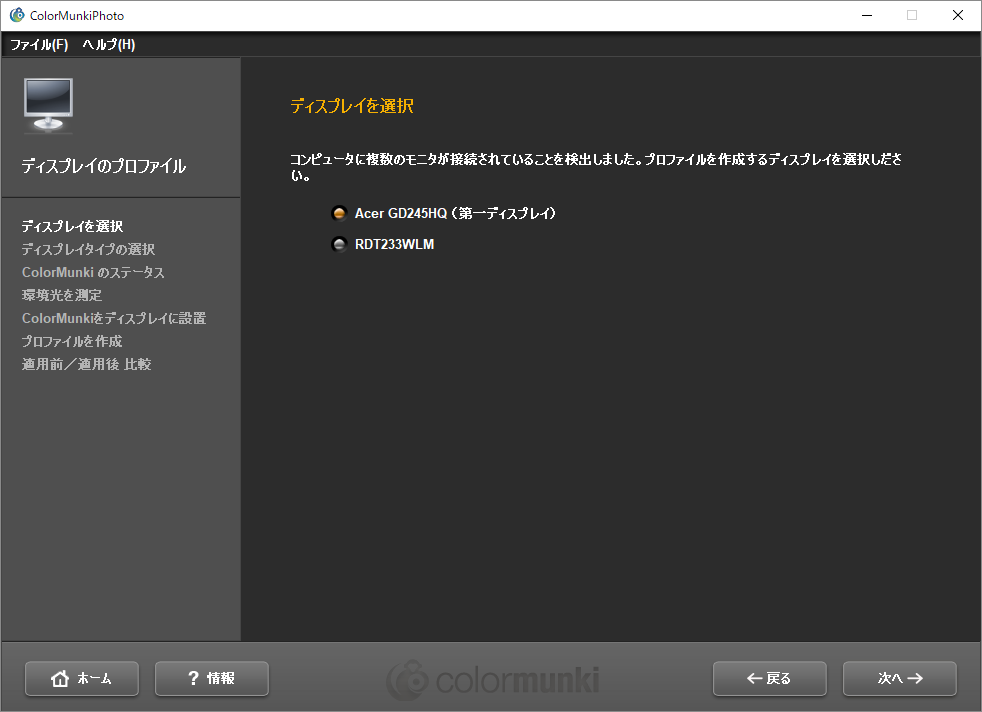 ColorMunkiPhoto
ファイル(F) ヘルプ(H)
ディスプレイのプロファイル
ディスプレイを選択
ディスプレイタイプの選択
ColorMunki のステータス
環境光を測定
ColorMunkiをディスプレイに設置
プロファイルを作成
適用前／適用後 比較
ディスプレイを選択
コンピュータに複数のモニタが接続されていることを検出しました。プロファイルを作成するディスプレイを選択しださ
い。
Acer GD245HQ （第一ディスプレイ）
RDT233WLM
ホーム
? 情報
colormunki
← 戻る
次へ →